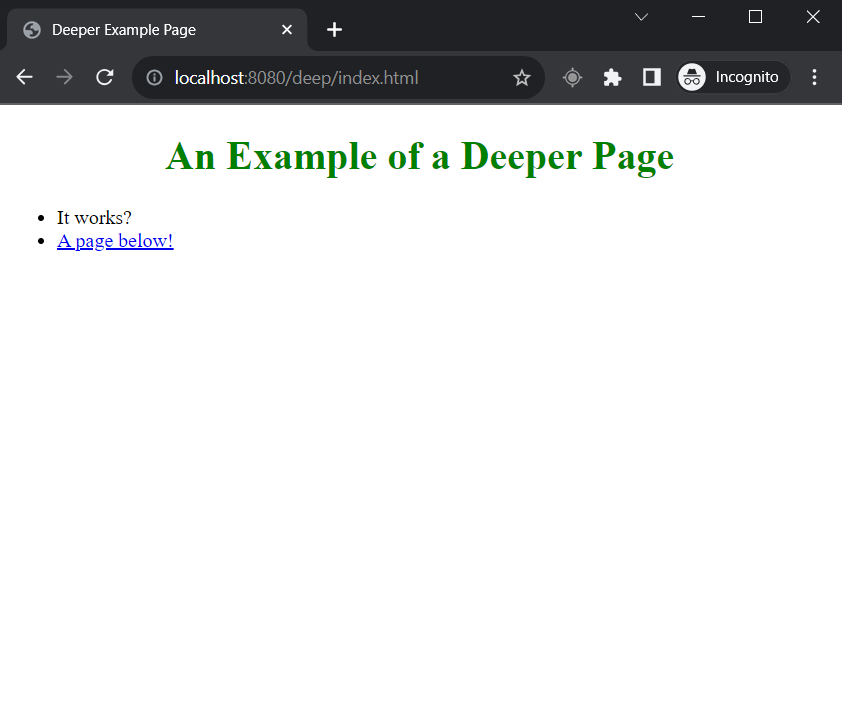 Deeper Example Page
localhost:8080/deep/index.html
Incognito
An Example of a Deeper Page
It works?
A page below!